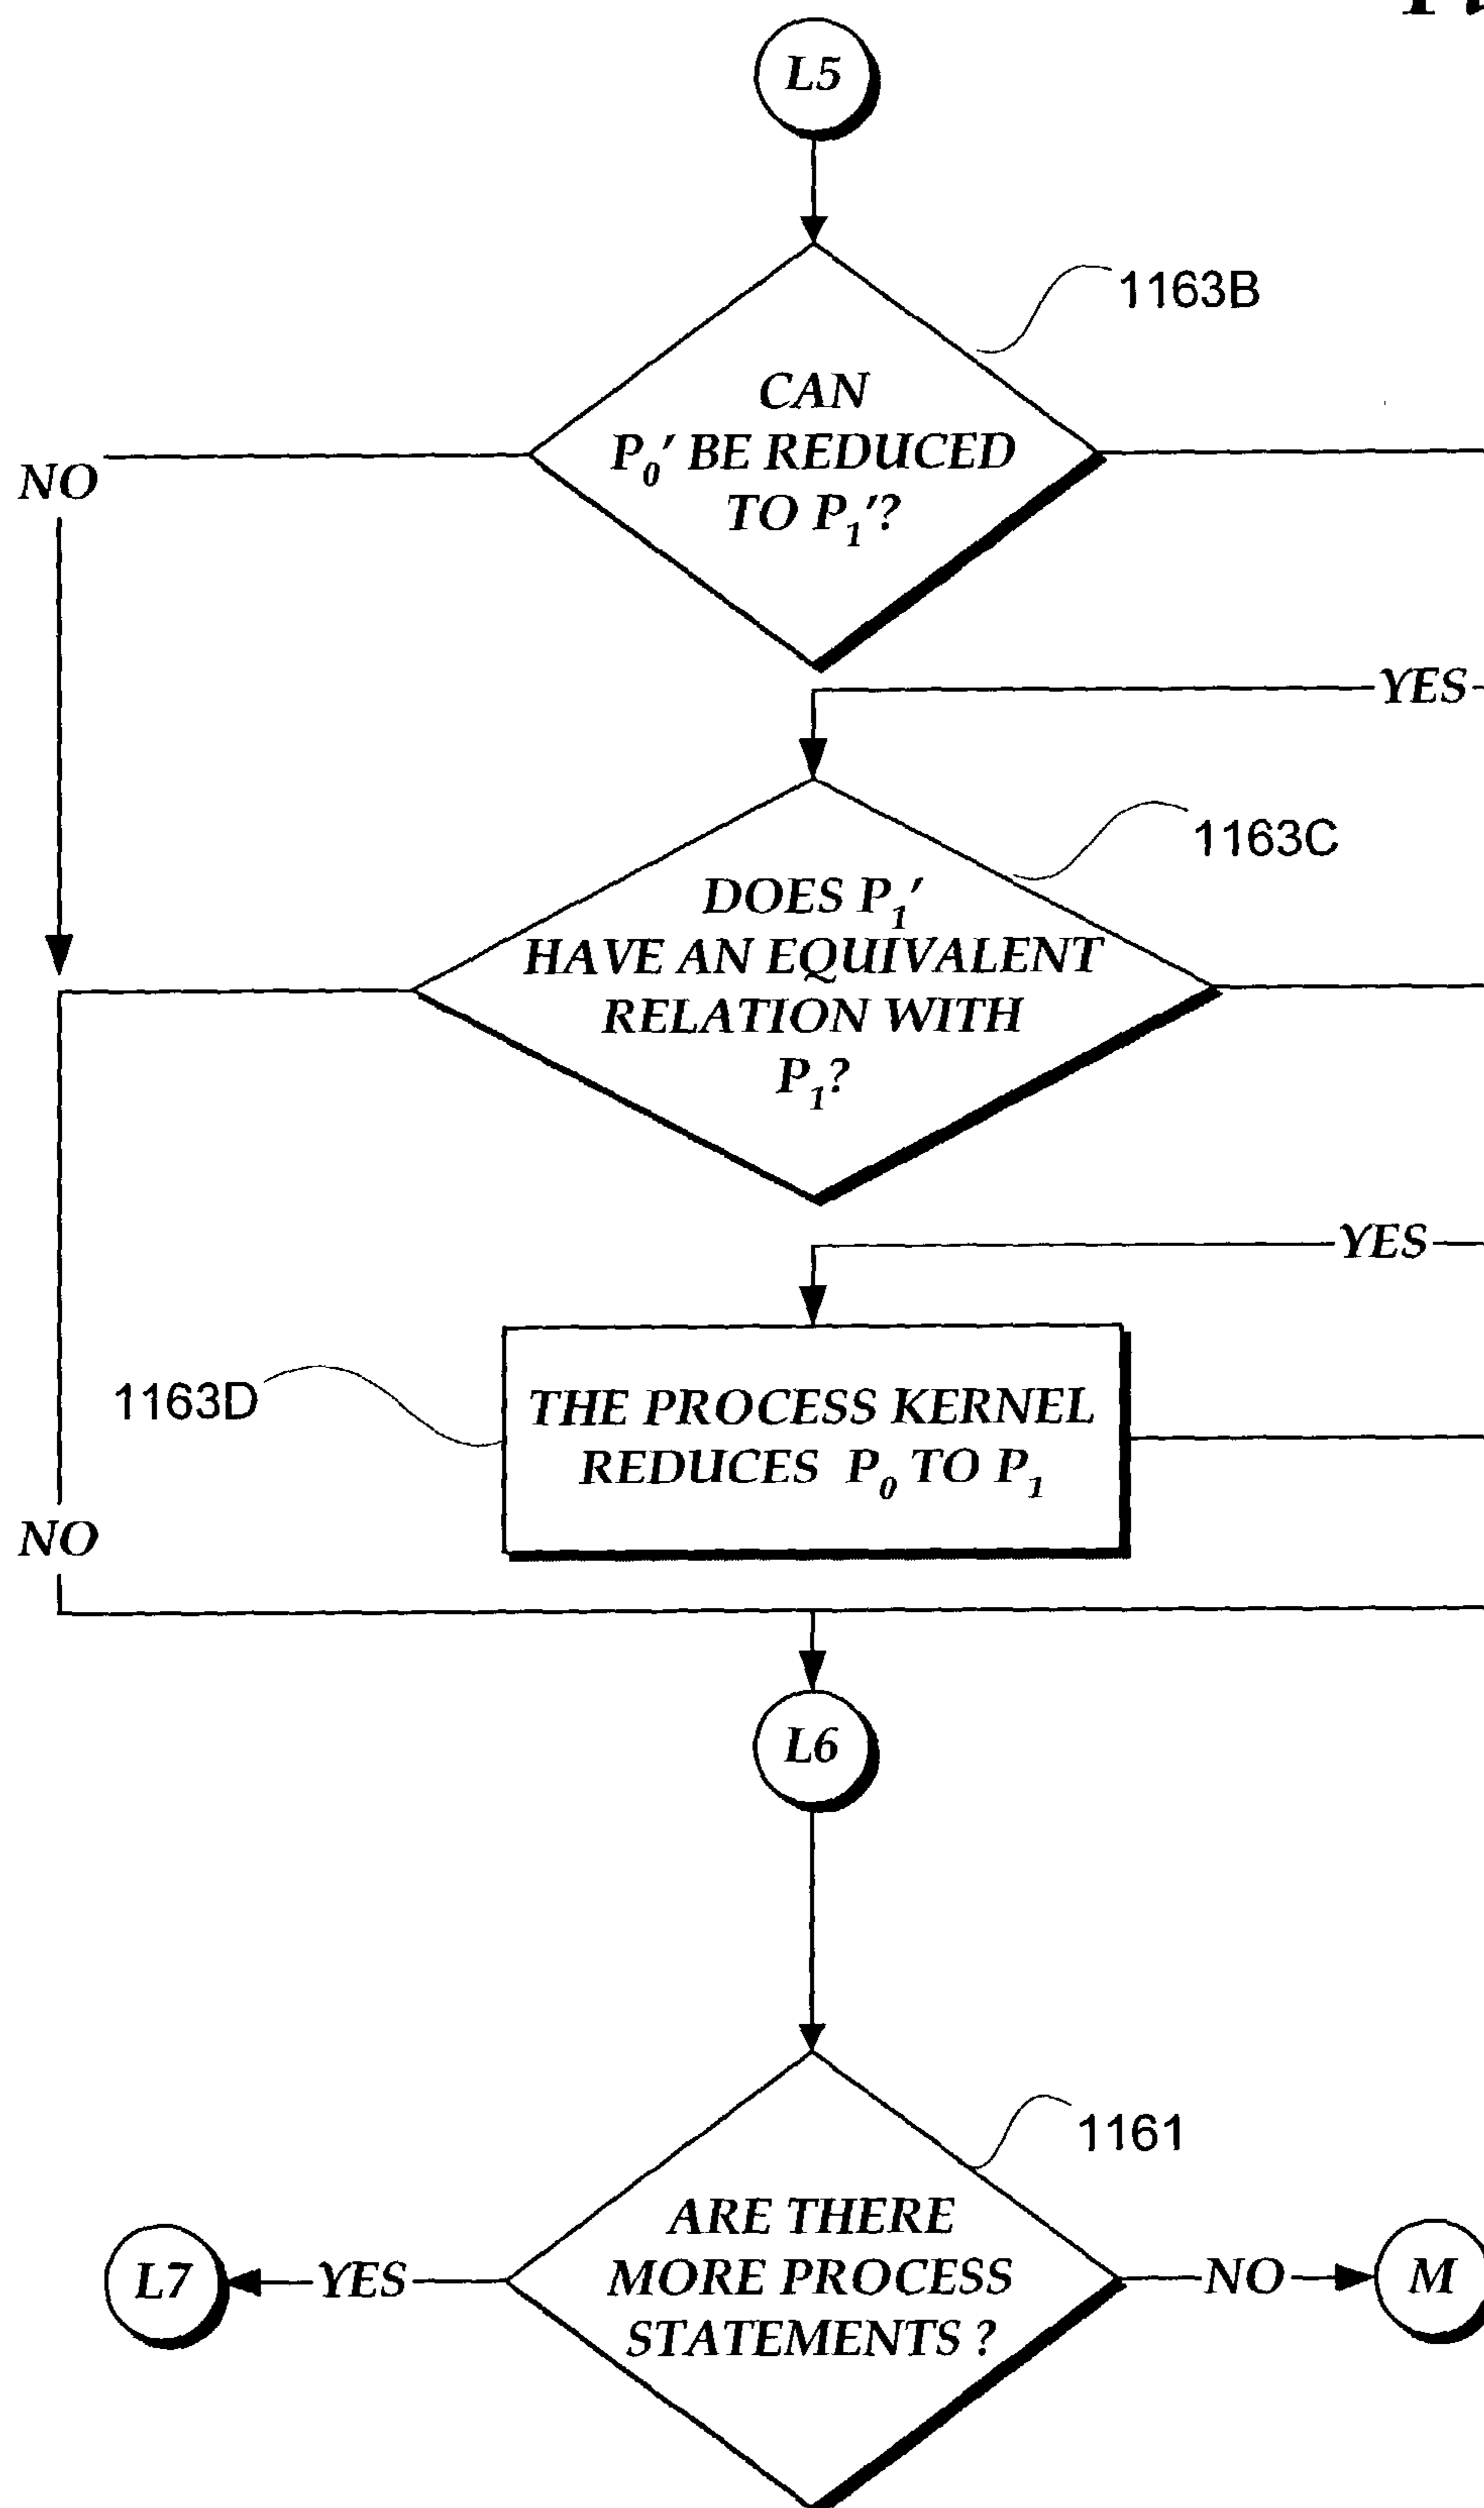 L5
1163B
CAN
P0' BE REDUCED
TO P1'?
NO
YES
1163C
DOES P1'
HAVE AN EQUIVALENT
RELATION WITH
P1?
YES
1163D
THE PROCESS KERNEL
REDUCES P0 TO P1
NO
L6
1161
ARE THERE
MORE PROCESS
STATEMENTS ?
L7
YES
NO
M